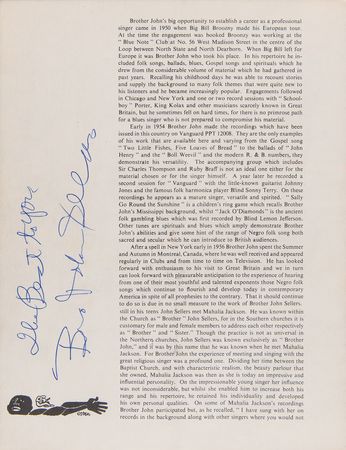 Brother John's big opportunity to establish a career as a professional
singer came in 1950 when Big Bill Broonzy made his European tour.
At the time the engagement was booked Broonzy was working at the
" Blue Note " Club at No. 56 West Madison Street in the centre of the
Loop between North State and North Dearborn. When Big Bill left for
Europe it was Brother John who took his place. In his repertoire he in-
cluded folk songs, ballads, blues, Gospel songs and spirituals which he
drew from the considerable volume of material which he had gathered in
past years. Recalling his childhood days he was able to recount stories
and supply the background to many folk themes that were quite new to
his listeners and he became increasingly popular. Engagements followed
in Chicago and New York and one or two record sessions with " School-
boy " Porter, King Kolax and other musicians scarcely known in Great
Britain, but he sometimes fell on hard times, for there is no primrose path
for a blues singer who is not prepared to compromise his material.
Early in 1954 Brother John made the recordings which have been
issued in this country on Vanguard PPT 12008. They are the only examples
of his work that are available here and varying from the Gospel song
" Two Little Fishes, Five Loaves of Bread " to the ballads of " John
Henry " and the " Boll Weevil " and the modern R. & B. numbers, they
demonstrate his versatility. The accompanying group which includes
Sir Charles Thompson and Ruby Braff is not an ideal one either for the
material chosen or for the singer himself. A year later he recorded a
second session for " Vanguard " with the little-known guitarist Johnny
Jones and the famous folk harmonica player Blind Sonny Terry. On these
recordings he appears as a mature singer, versatile and spirited. " Sally
Go Round the Sunshine " is a children's ring game which recalls Brother
John's Mississippi background, whilst " Jack O'Diamonds " is the ancient
folk gambling blues which was first recorded by Blind Lemon Jefferson.
Other tunes are spirituals and blues which amply demonstrate Brother
John's abilities and give some hint of the range of Negro folk song both
sacred and secular which he can introduce to British audiences.
After a spell in New York early in 1956 Brother John spent the Summer
and Autumn in Montreal, Canada, where he was well received and appeared
regularly in Clubs and from time to time on Television. He has looked
forward with enthusiasm to his visit to Great Britain and we in turn
can look forward with pleasurable anticipation to the experience of hearing
from one of their most youthful and talented exponents those Negro folk
songs which continue to flourish and develop today in contemporary
America in spite of all prophecies to the contrary. That it should continue
to do so is due in no small measure to the work of Brother John Sellers.
still in his teens John Sellers met Mahalia Jackson. He was known within the
Church as " Brother " John Sellers, for in the Southern churches it is
customary for male and female members to address each other respectively
as " Brother " and " Sister." Though the practice is not as universal in
the Northern churches, John Sellers was known exclusively as " Brother
John," and it was by this name that he was known when he met Mahalia
Jackson. For Brother John the experience of meeting and singing with the
great religious singer was a profound one. Dividing her time between the
Baptist Church, and with characteristic realism, the beauty parlour that
she owned, Mahalia Jackson was then as she is today an impressive and
influential personality. On the impressionable young singer her influence
was not inconsiderable, but whilst she enabled him to increase both his
range and his repertoire, he retained his individuality and developed
his own personal qualities. On some of Mahalia Jackson's recordings
Brother John participated but, as he recalled, " I have sung with her on
records in the background along with other singers where you would not
The Best of
Bro John Sellers